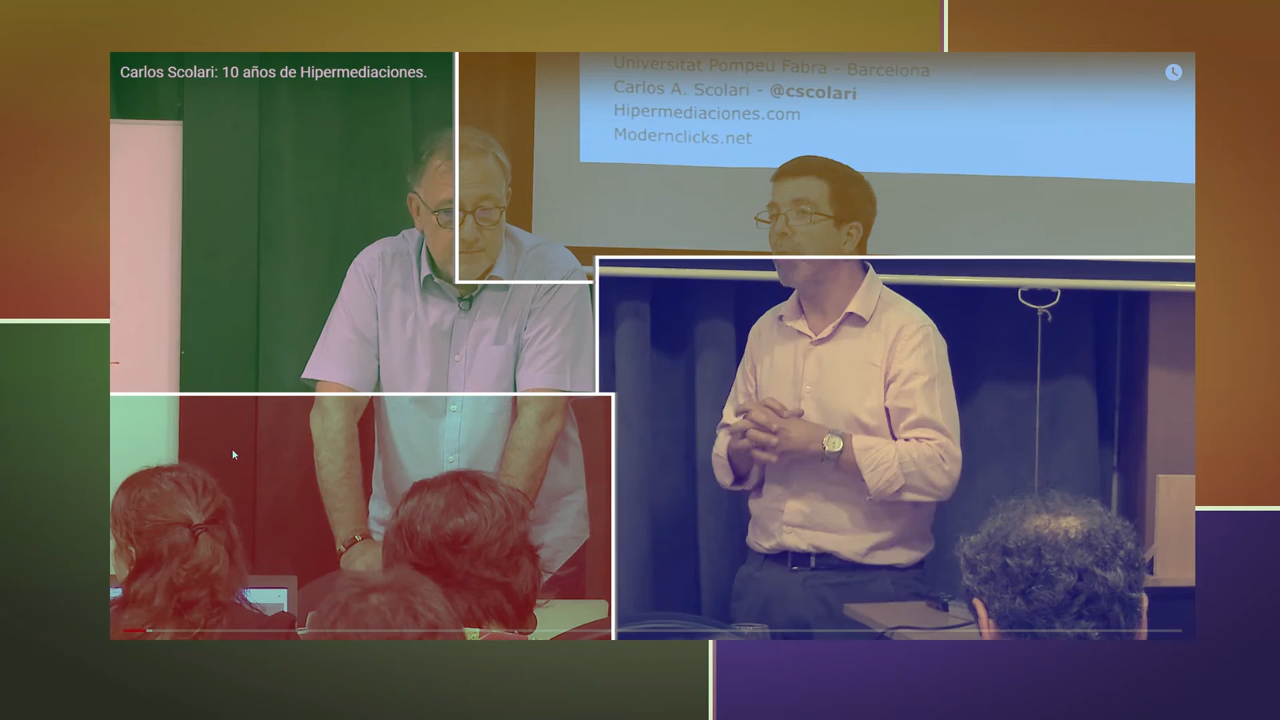 Carlos Scolari: 10 años de Hipermediaciones.
Universitat Pompeu Fabra - Barcelona
Carlos A. Scolari - @cscolari
Hipermediaciones.com
Modernclicks.net